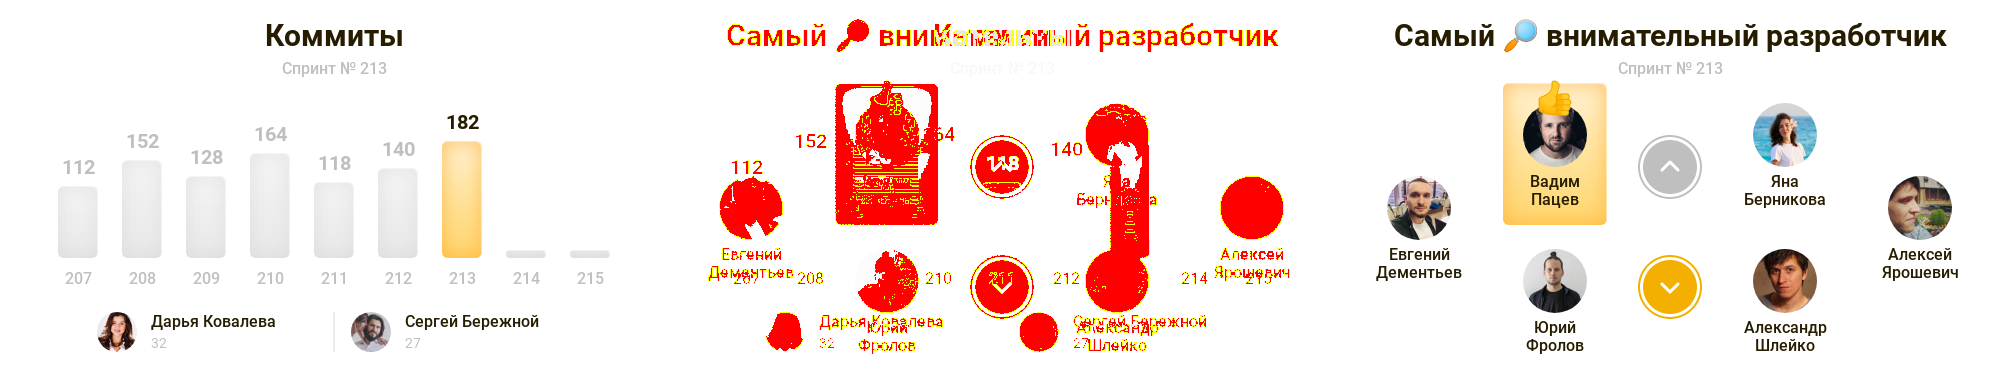 Коммиты
Спринт № 213
112
152
128
164
118
140
182
207
208
209
210
211
212
213
214
215
Дарья Ковалева
32
Сергей Бережной
27
Самый внимательный разработчик
Спринт № 213
152
164
118
140
112
Яна
Берникова
Евгений
Дементьев
207
208
210
211
212
214
215
Алексей
Ярошевич
Дарья Ковалева
32
Юрий
Фролов
Сергей Бережной
27
Александр
Шлейко
Самый 🔎 внимательный разработчик
Спринт № 213
Вадим
Пацев
Яна
Берникова
Евгений
Дементьев
Алексей
Ярошевич
Юрий
Фролов
Александр
Шлейко